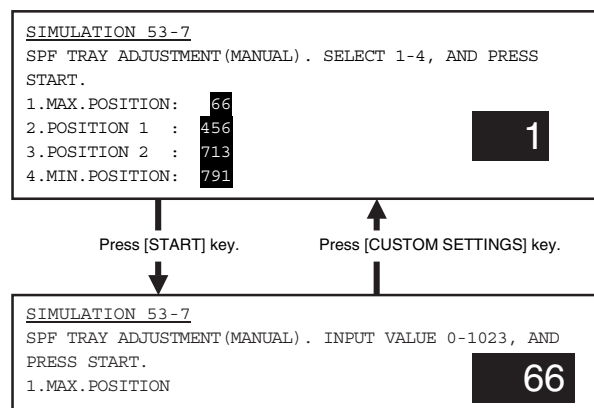 SIMULATION 53-7
SPF TRAY ADJUSTMENT(MANUAL). SELECT 1-4, AND PRESS
START.
1.MAX.POSITION: 66
2.POSITION 1 : 456
3.POSITION 2 : 713
4.MIN.POSITION: 791
1
Press [START] key.
Press [CUSTOM SETTINGS] key.
SIMULATION 53-7
SPF TRAY ADJUSTMENT(MANUAL). INPUT VALUE 0-1023, AND
PRESS START.
1.MAX.POSITION
66